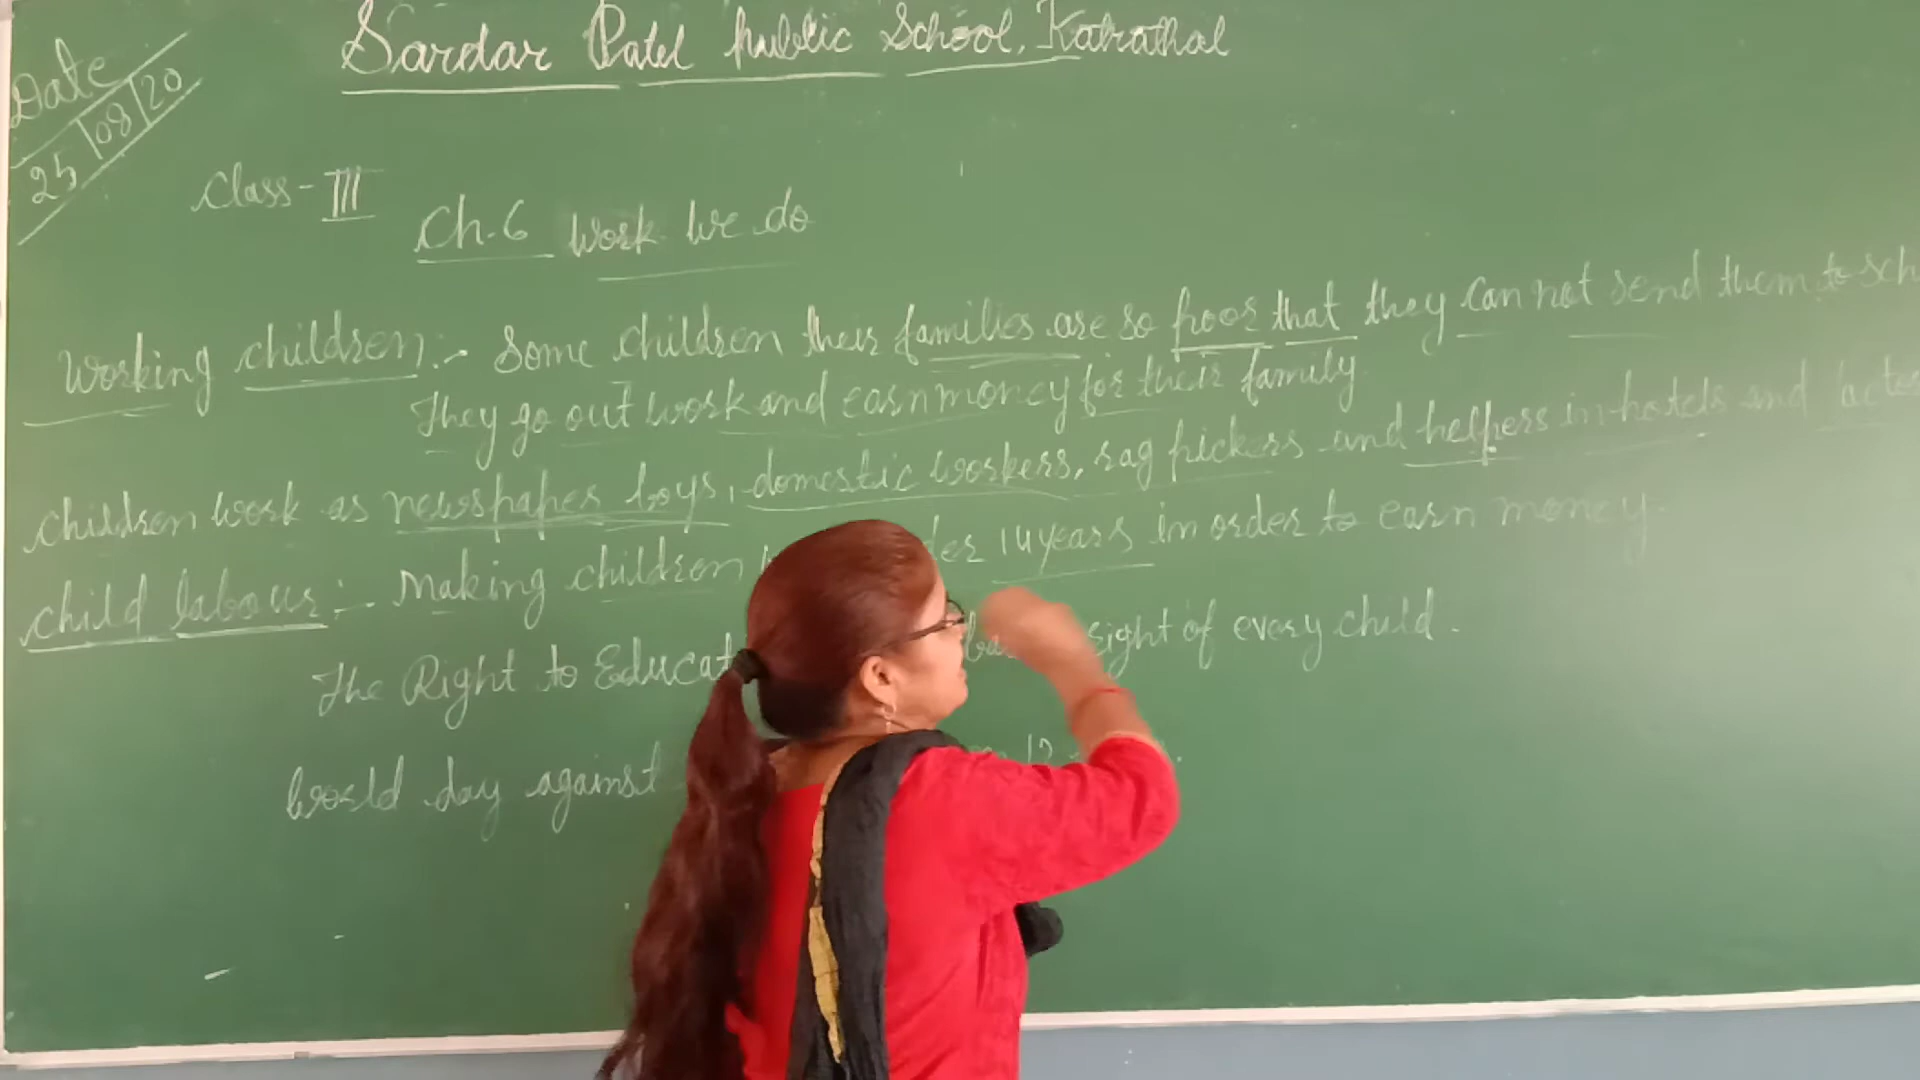 Sardar Patel Public School, Katrathal
Date
25/08/20
Class - III
Ch. 6 Work We do
Working children :- Some children their families are so poor that they can not send them to sch
They go out work and earn money for their family
children work as newspaper boys, domestic workers, rag pickers and helpers in hotels and
child labour :- Making children 14 years in order to earn money.
The Right to Educat right of every child.
World day against 12